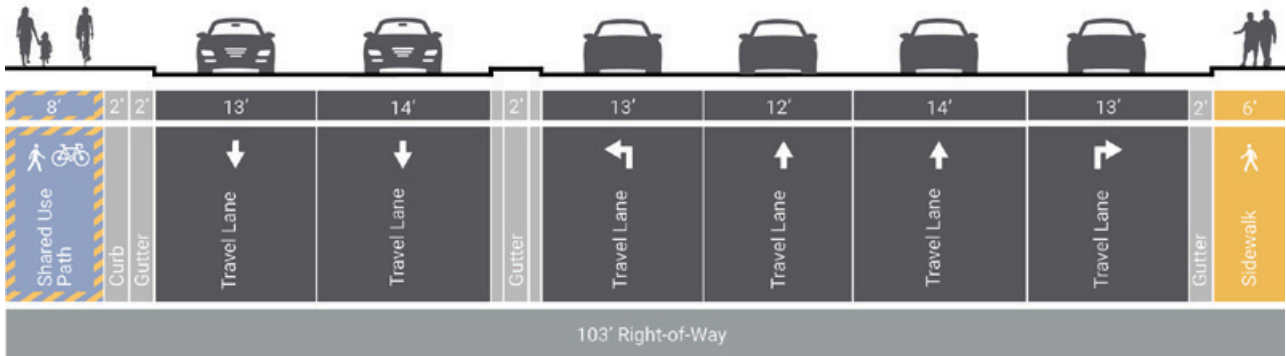 8’ 2’ 2’ 13’ 14’ 2’ 13’ 12’ 14’ 13’ 2’ 6’
Shared Use
Path
Curb
Gutter
Travel Lane
Travel Lane
Gutter
Travel Lane
Travel Lane
Travel Lane
Travel Lane
Gutter
Sidewalk
103’ Right-of-Way